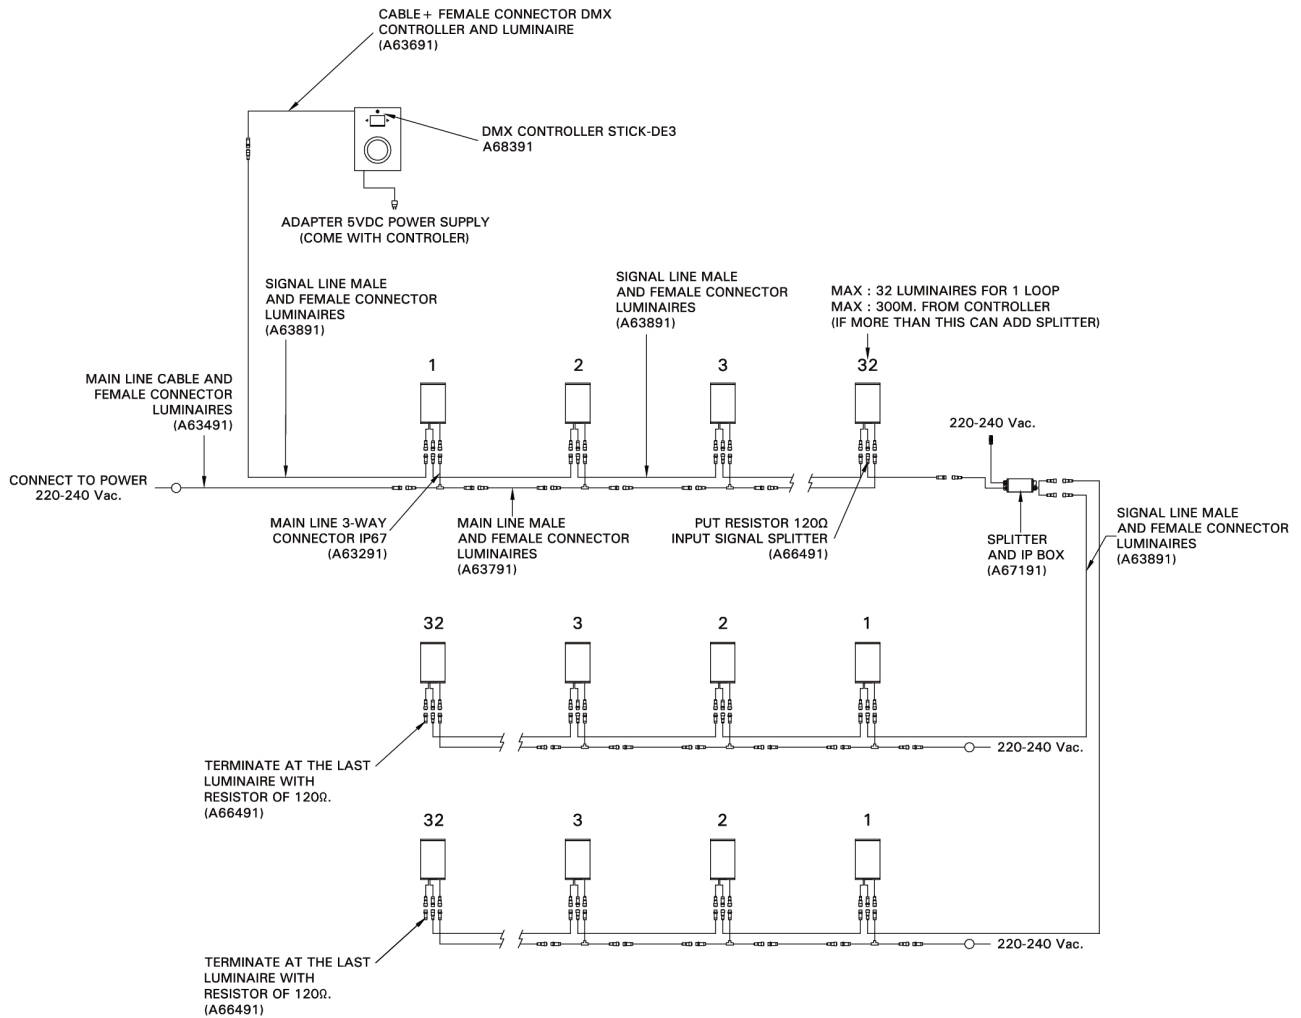 CABLE+ FEMALE CONNECTOR DMX
CONTROLLER AND LUMINAIRE
(A63691)
DMX CONTROLLER STICK-DE3
A68391
ADAPTER 5VDC POWER SUPPLY
(COME WITH CONTROLER)
SIGNAL LINE MALE
AND FEMALE CONNECTOR
LUMINAIRES
(A63891)
SIGNAL LINE MALE
AND FEMALE CONNECTOR
LUMINAIRES
(A63891)
MAX : 32 LUMINAIRES FOR 1 LOOP
MAX : 300M. FROM CONTROLLER
(IF MORE THAN THIS CAN ADD SPLITTER)
1
2
3
32
MAIN LINE CABLE AND
FEMALE CONNECTOR
LUMINAIRES
(A63491)
220-240 Vac.
CONNECT TO POWER
220-240 Vac.
MAIN LINE 3-WAY
CONNECTOR IP67
(A63291)
MAIN LINE MALE
AND FEMALE CONNECTOR
LUMINAIRES
(A63791)
PUT RESISTOR 120Ω
INPUT SIGNAL SPLITTER
(A66491)
SPLITTER
AND IP BOX
(A67191)
SIGNAL LINE MALE
AND FEMALE CONNECTOR
LUMINAIRES
(A63891)
32
3
2
1
220-240 Vac.
TERMINATE AT THE LAST
LUMINAIRE WITH
RESISTOR OF 120Ω.
(A66491)
32
3
2
1
220-240 Vac.
TERMINATE AT THE LAST
LUMINAIRE WITH
RESISTOR OF 120Ω.
(A66491)